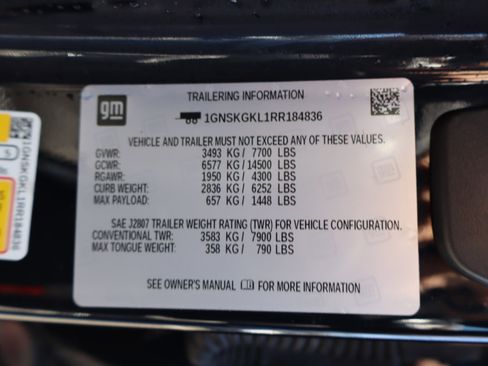 gm
TRAILERING INFORMATION
1GNSKGKL1RR184836
VEHICLE AND TRAILER MUST NOT EXCEED ANY OF THESE VALUES.
GVWR: 3493 KG / 7700 LBS
GCWR: 6577 KG / 14500 LBS
RGAWR: 1950 KG / 4300 LBS
CURB WEIGHT: 2836 KG / 6252 LBS
MAX PAYLOAD: 657 KG / 1448 LBS
SAE J2807 TRAILER WEIGHT RATING (TWR) FOR VEHICLE CONFIGURATION.
CONVENTIONAL TWR: 3583 KG / 7900 LBS
MAX TONGUE WEIGHT: 358 KG / 790 LBS
SEE OWNER'S MANUAL FOR MORE INFORMATION
1GNSKGKL1RR184836